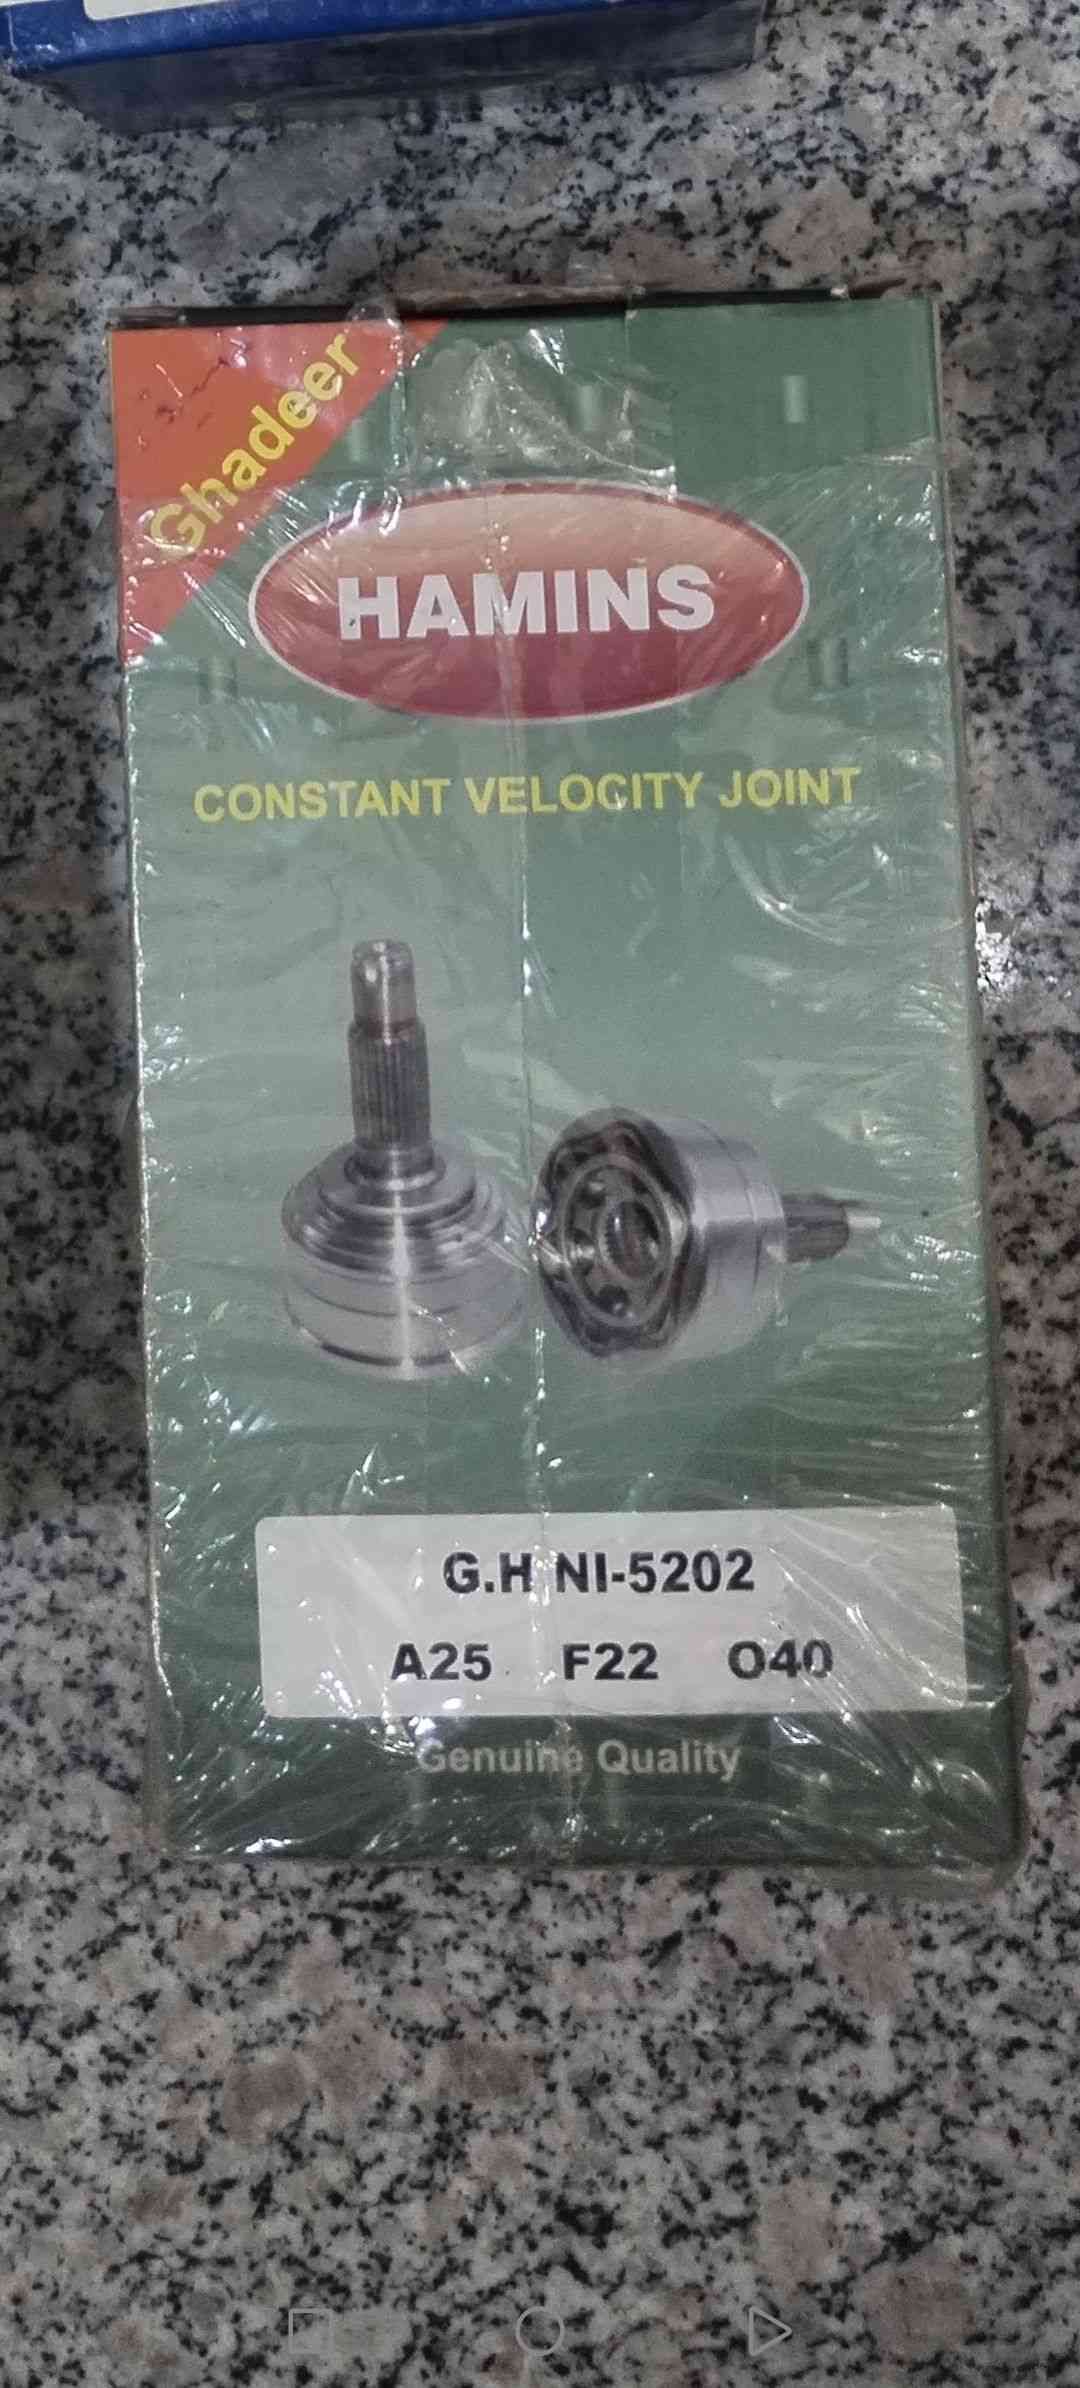 Ghadeer
HAMINS
CONSTANT VELOCITY JOINT
G.H NI-5202
A25 F22 O40
Genuine Quality